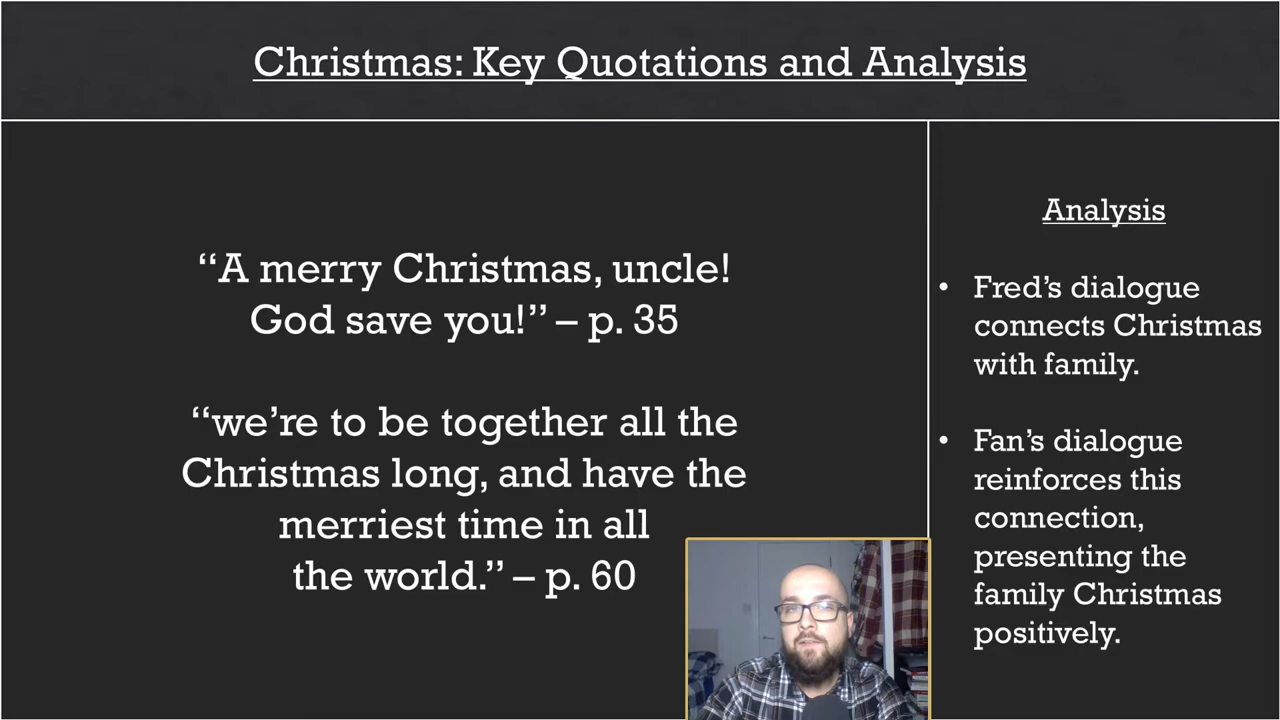 Christmas: Key Quotations and Analysis
“A merry Christmas, uncle!
God save you!” – p. 35
“we’re to be together all the
Christmas long, and have the
merriest time in all
the world.” – p. 60
Analysis
• Fred’s dialogue
connects Christmas
with family.
• Fan’s dialogue
reinforces this
connection,
presenting the
family Christmas
positively.